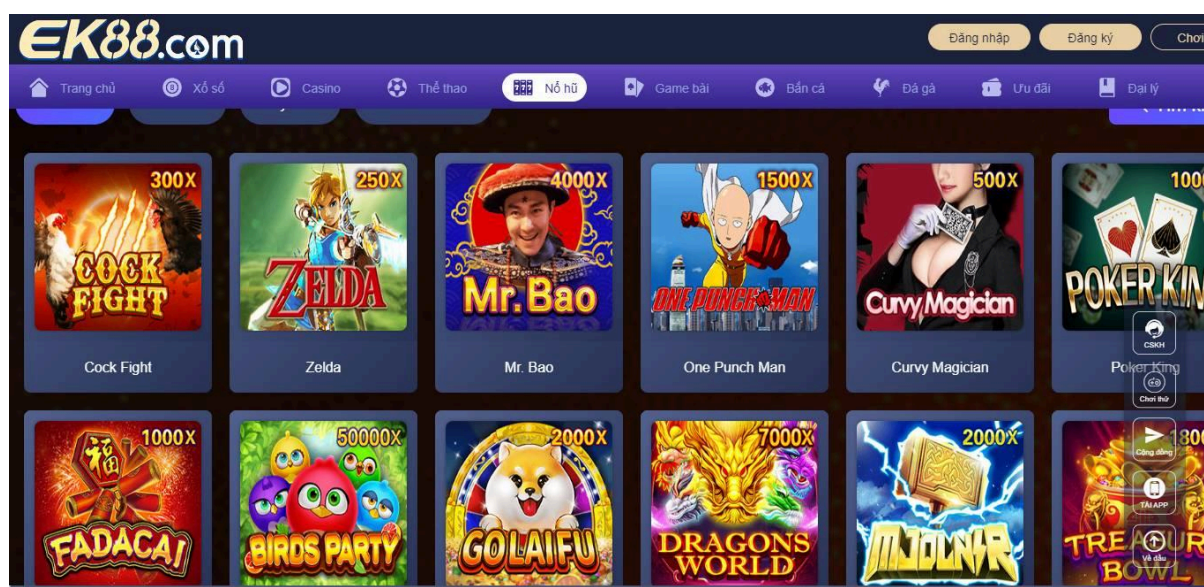 EK88.com
Đăng nhập
Đăng ký
Chơi
Trang chủ
Xổ số
Casino
Thể thao
Nổ hũ
Game bài
Bắn cá
Đá gà
Ưu đãi
Đại lý
300X
COCK
FIGHT
Cock Fight
250X
ZELDA
Zelda
4000X
Mr. Bao
Mr. Bao
1500X
ONE PUNCH MAN
One Punch Man
500X
Curvy Magician
Curvy Magician
POKER KIN
Poker King
CSKH
Chơi thử
Cộng đồng
TẢI APP
Về đầu
福
1000X
FADACAI
50000X
BIRDS PARTY
2000X
GOLAIFU
7000X
DRAGONS
WORLD
2000X
MJOLNIR
BOWL